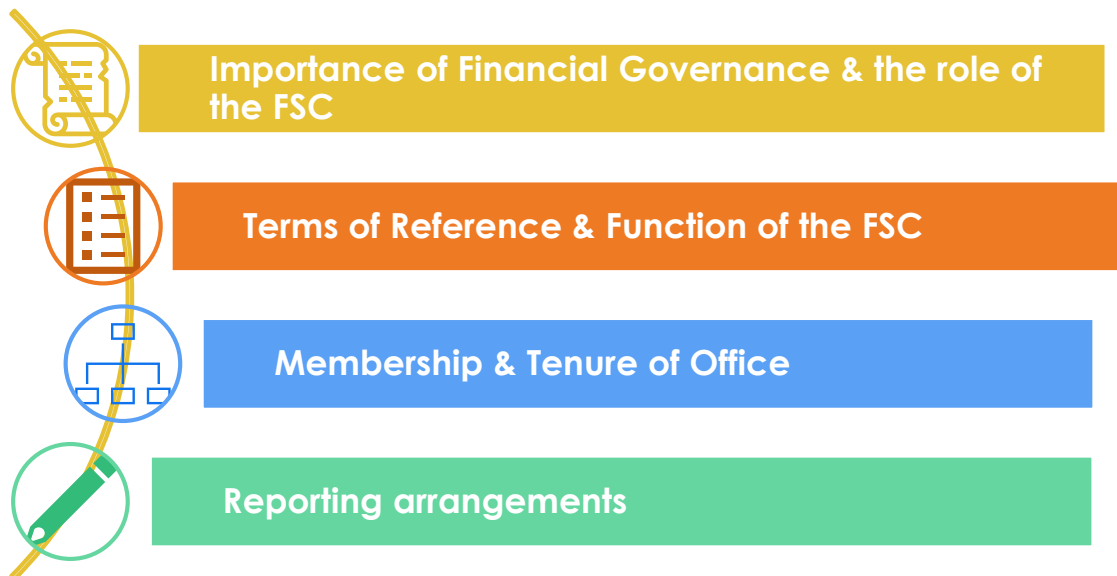 Importance of Financial Governance & the role of
the FSC
Terms of Reference & Function of the FSC
Membership & Tenure of Office
Reporting arrangements